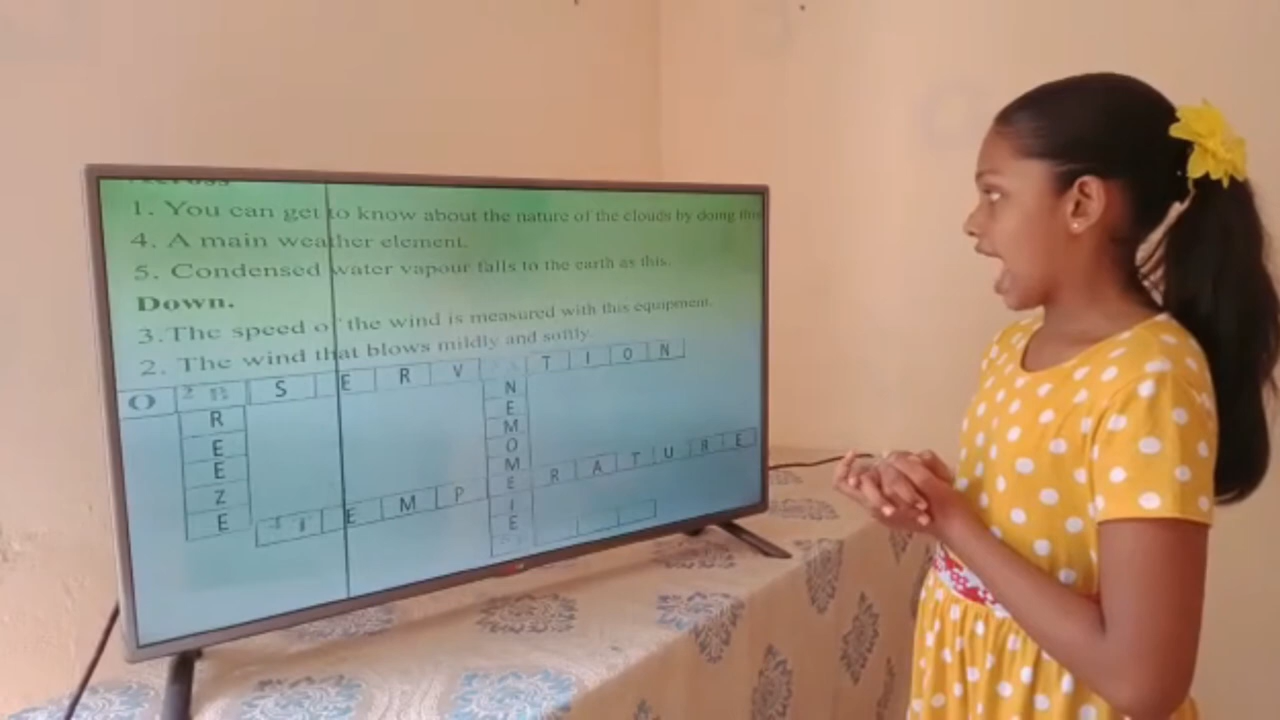 Across
1. You can get to know about the nature of the clouds by doing this
4. A main weather element.
5. Condensed water vapour falls to the earth as this.
Down.
3. The speed of the wind is measured with this equipment.
2. The wind that blows mildly and softly
O 2 B S E R V T I O N
R E E Z E
N E M O M E T E
T E M P R A T U R E